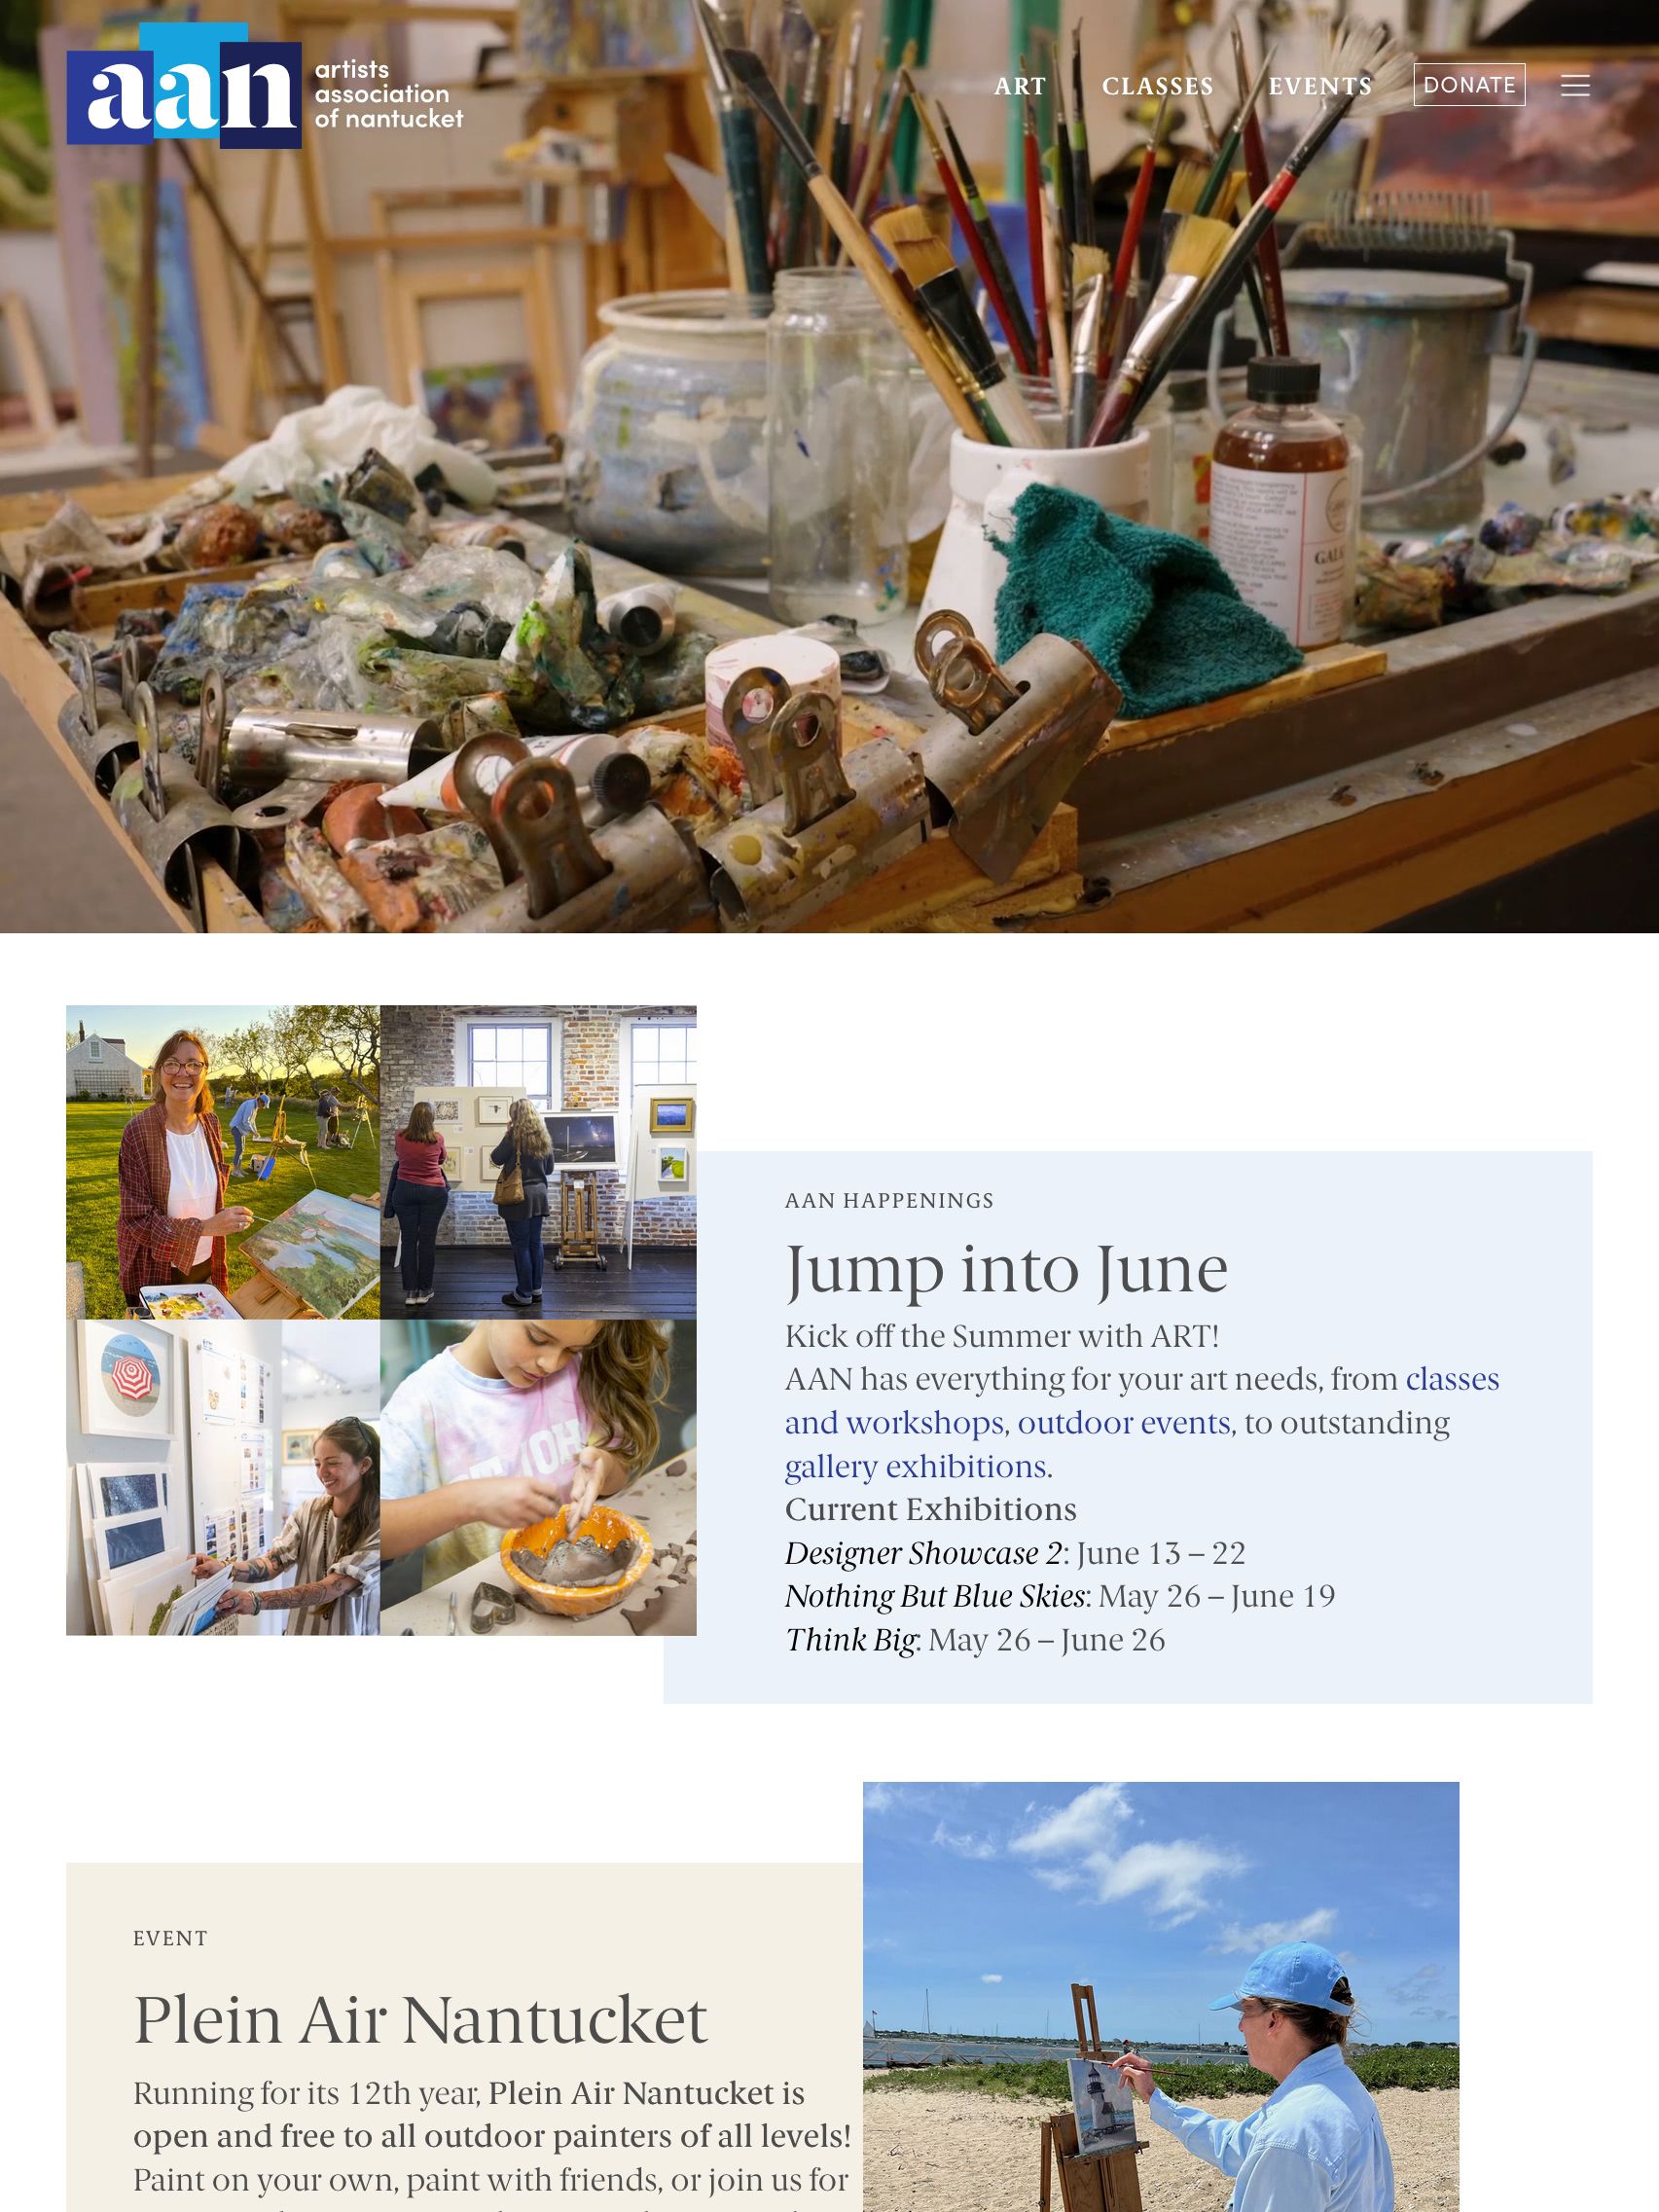 aan
artists
association
of nantucket
ART CLASSES EVENTS DONATE
AAN HAPPENINGS
Jump into June
Kick off the Summer with ART!
AAN has everything for your art needs, from classes
and workshops, outdoor events, to outstanding
gallery exhibitions.
Current Exhibitions
Designer Showcase 2: June 13 – 22
Nothing But Blue Skies: May 26 – June 19
Think Big: May 26 – June 26
EVENT
Plein Air Nantucket
Running for its 12th year, Plein Air Nantucket is
open and free to all outdoor painters of all levels!
Paint on your own, paint with friends, or join us for